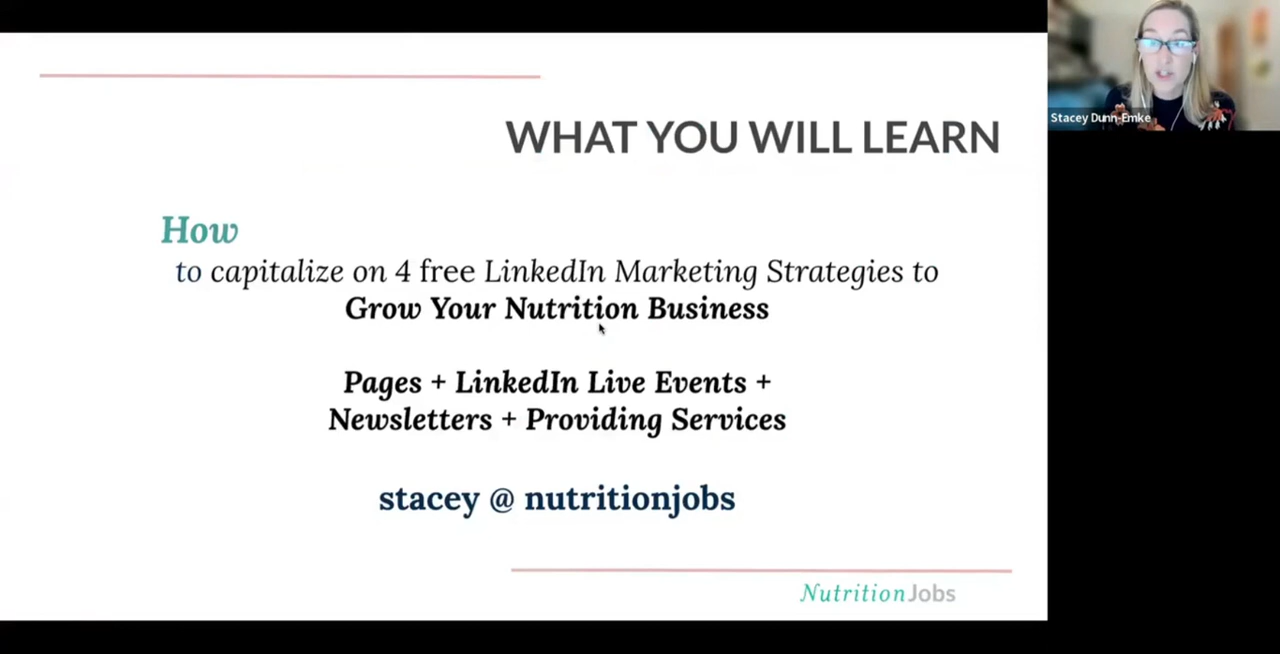 WHAT YOU WILL LEARN
How
to capitalize on 4 free LinkedIn Marketing Strategies to
Grow Your Nutrition Business
Pages + LinkedIn Live Events +
Newsletters + Providing Services
stacey @ nutritionjobs
NutritionJobs
Stacey Dunn-Emke